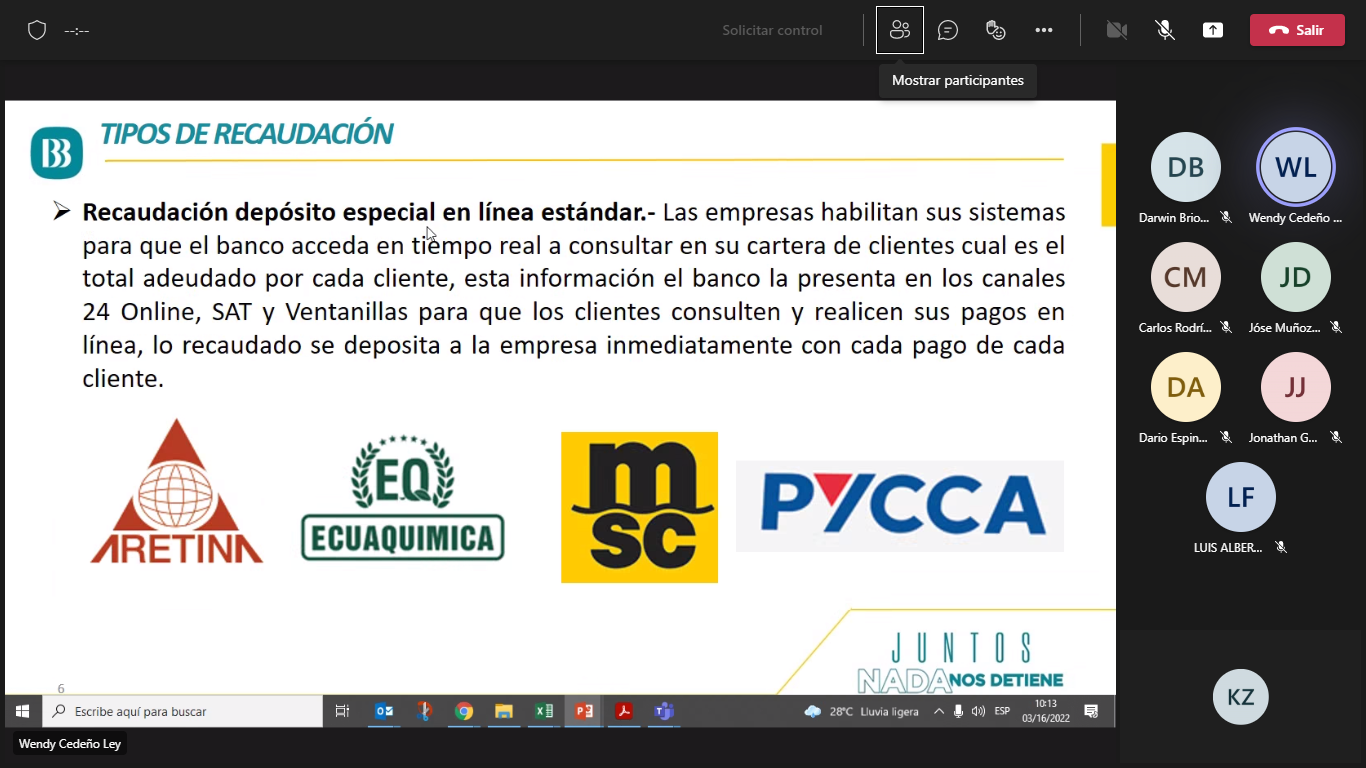 --:--
Solicitar control
Salir
Mostrar participantes
BB
TIPOS DE RECAUDACIÓN
➢ Recaudación depósito especial en línea estándar.- Las empresas habilitan sus sistemas
para que el banco acceda en tiempo real a consultar en su cartera de clientes cual es el
total adeudado por cada cliente, esta información el banco la presenta en los canales
24 Online, SAT y Ventanillas para que los clientes consulten y realicen sus pagos en
línea, lo recaudado se deposita a la empresa inmediatamente con cada pago de cada
cliente.
ARETINA
EQ
ECUAQUIMICA
m
sc
PYCCA
JUNTOS
NADA NOS DETIENE
6
DB
Darwin Brio...
WL
Wendy Cedeño ...
CM
Carlos Rodrí...
JD
Jóse Muñoz...
DA
Dario Espin...
JJ
Jonathan G...
LF
LUIS ALBER...
KZ
Escribe aquí para buscar
28°C Lluvia ligera
ESP
10:13
03/16/2022
Wendy Cedeño Ley